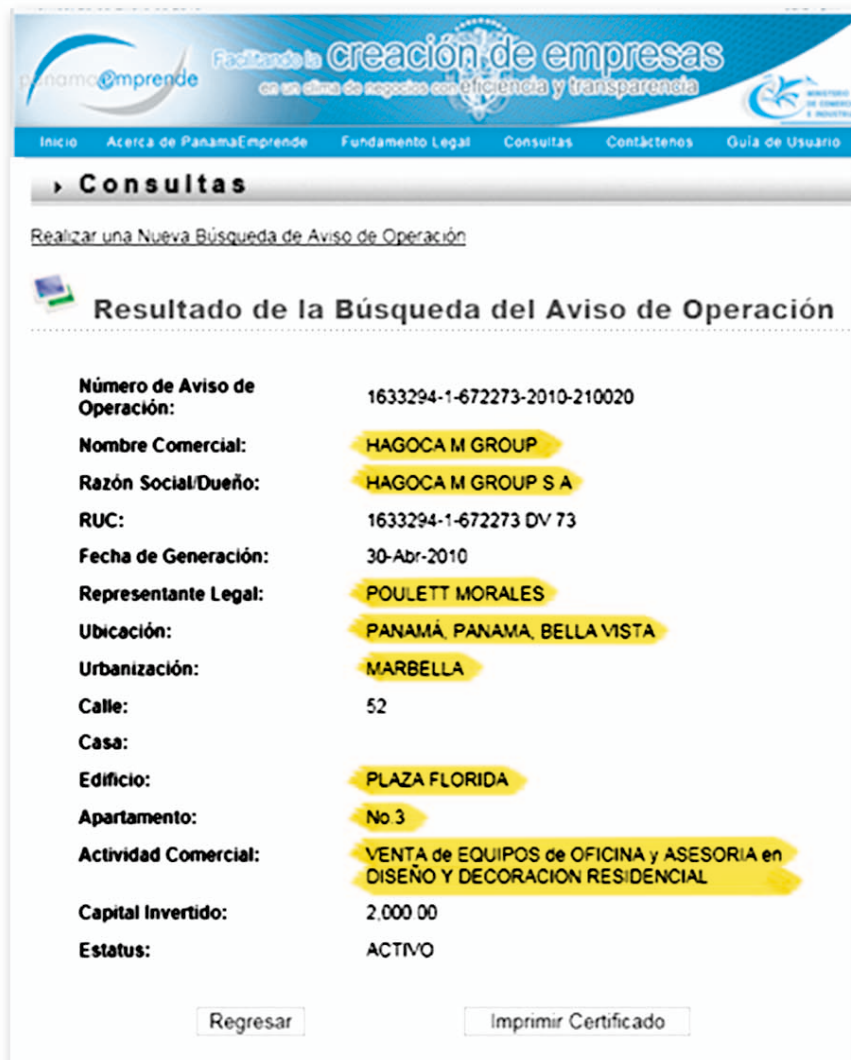 panamaemprende
Facilitando la creación de empresas
en un clima de negocios con eficiencia y transparencia
MINISTERIO
DE COMERCIO
E INDUSTRIAS
Inicio Acerca de PanamaEmprende Fundamento Legal Consultas Contáctenos Guía de Usuario
Consultas
Realizar una Nueva Búsqueda de Aviso de Operación
Resultado de la Búsqueda del Aviso de Operación
Número de Aviso de
Operación: 1633294-1-672273-2010-210020
Nombre Comercial: HAGOCA M GROUP
Razón Social/Dueño: HAGOCA M GROUP S A
RUC: 1633294-1-672273 DV 73
Fecha de Generación: 30-Abr-2010
Representante Legal: POULETT MORALES
Ubicación: PANAMÁ, PANAMA, BELLA VISTA
Urbanización: MARBELLA
Calle: 52
Casa:
Edificio: PLAZA FLORIDA
Apartamento: No.3
Actividad Comercial: VENTA de EQUIPOS de OFICINA y ASESORIA en
DISEÑO Y DECORACION RESIDENCIAL
Capital Invertido: 2,000.00
Estatus: ACTIVO
Regresar Imprimir Certificado